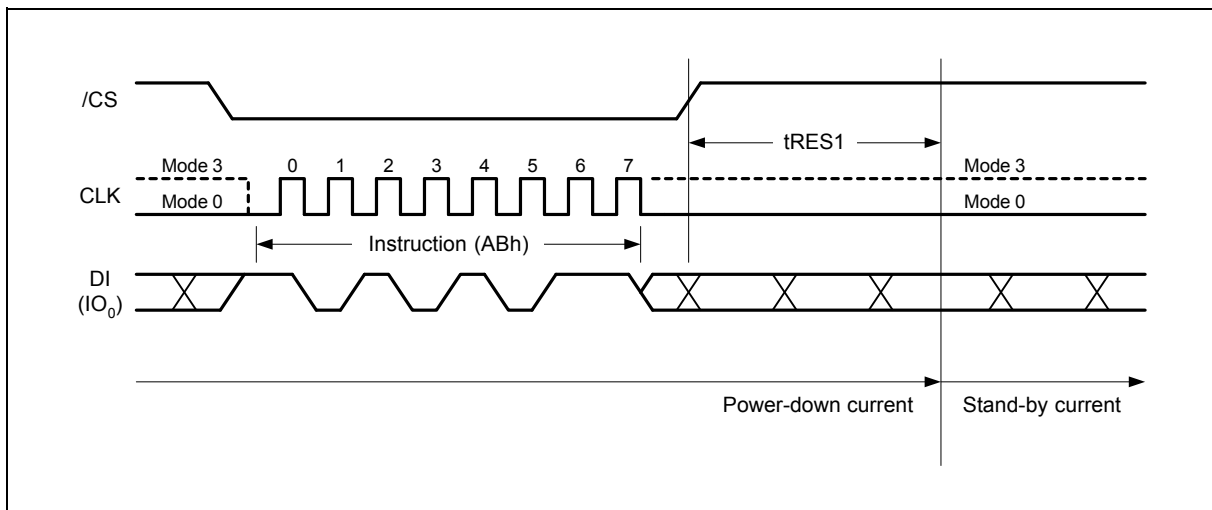 /CS
tRES1
Mode 3
0 1 2 3 4 5 6 7
Mode 3
CLK
Mode 0
Mode 0
Instruction (ABh)
DI
(IO₀)
Power-down current
Stand-by current